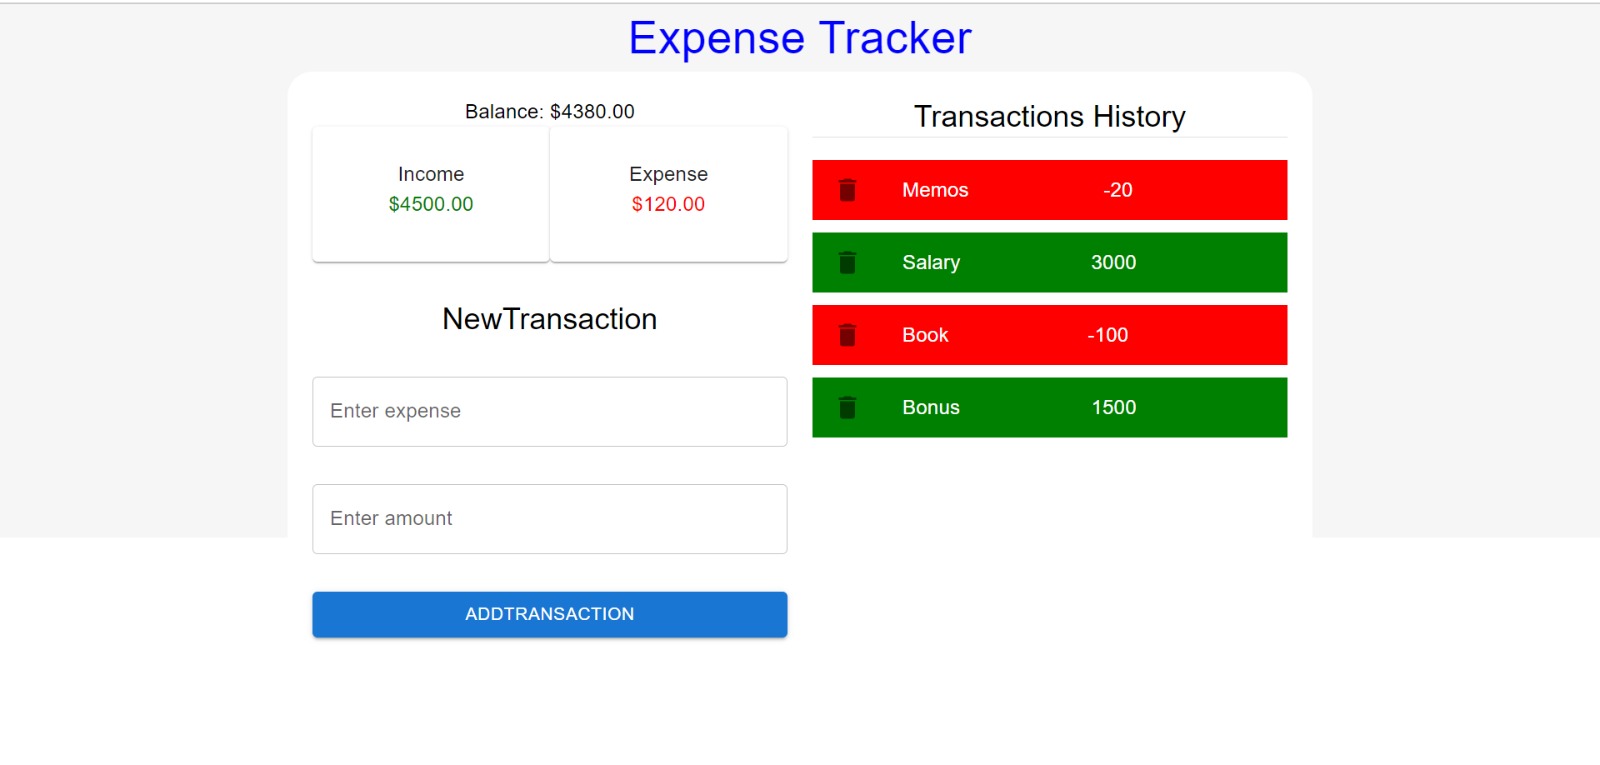 Expense Tracker
Balance: $4380.00
Income
$4500.00
Expense
$120.00
NewTransaction
Enter expense
Enter amount
ADDTRANSACTION
Transactions History
Memos -20
Salary 3000
Book -100
Bonus 1500